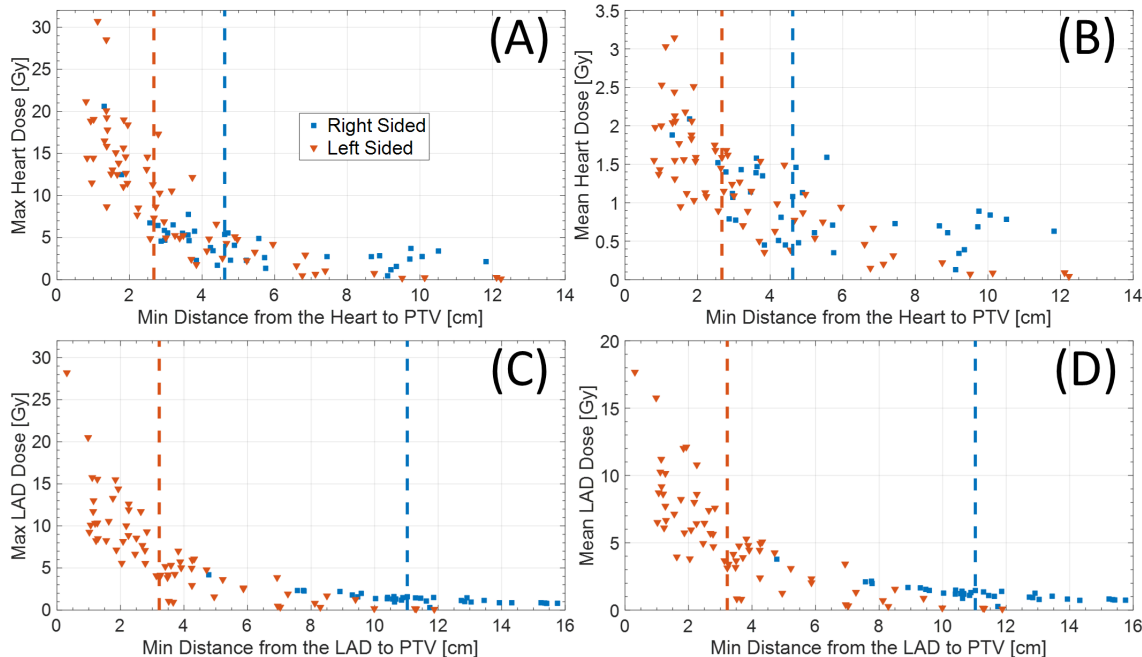 (A)
Max Heart Dose [Gy]
30
25
20
15
10
5
0
0 2 4 6 8 10 12 14
Min Distance from the Heart to PTV [cm]
Right Sided
Left Sided
(B)
Mean Heart Dose [Gy]
3.5
3
2.5
2
1.5
1
0.5
0
0 2 4 6 8 10 12 14
Min Distance from the Heart to PTV [cm]
(C)
Max LAD Dose [Gy]
30
25
20
15
10
5
0
0 2 4 6 8 10 12 14 16
Min Distance from the LAD to PTV [cm]
(D)
Mean LAD Dose [Gy]
20
15
10
5
0
0 2 4 6 8 10 12 14 16
Min Distance from the LAD to PTV [cm]